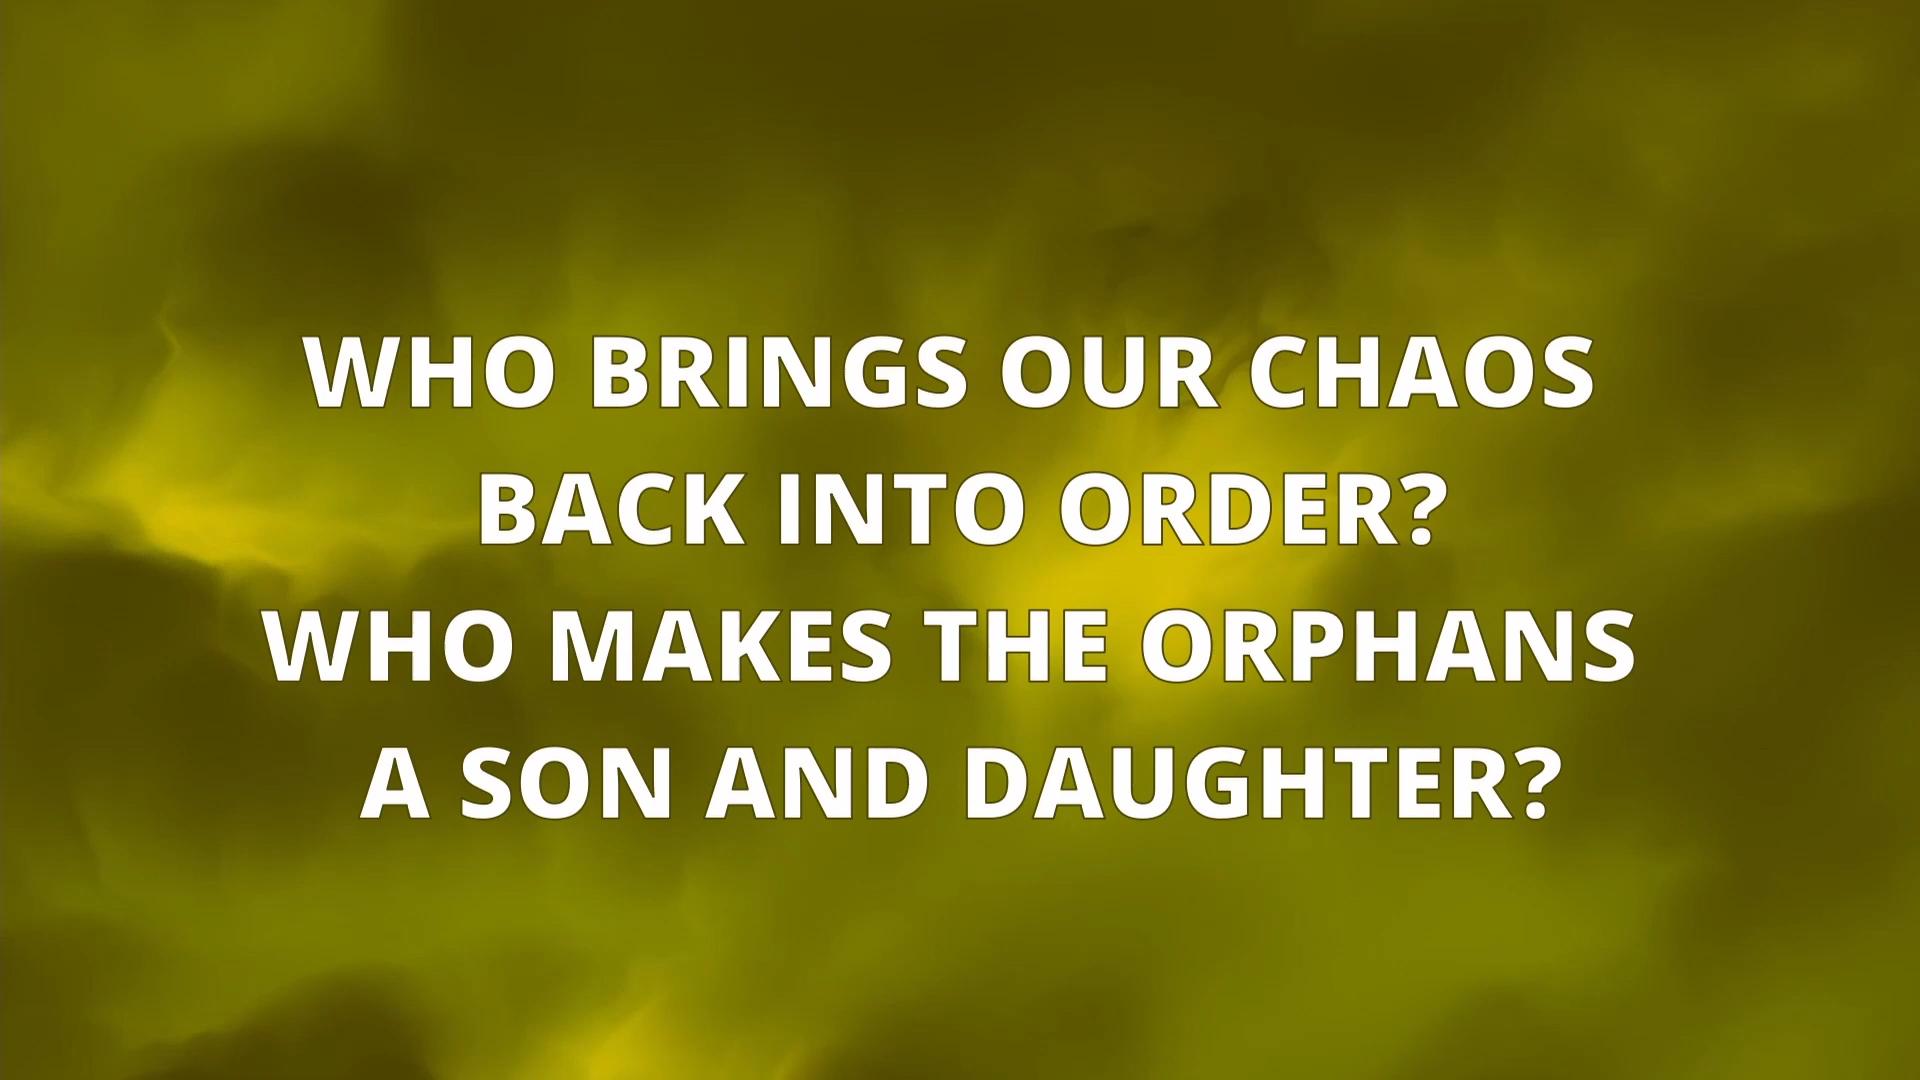 WHO BRINGS OUR CHAOS
BACK INTO ORDER?
WHO MAKES THE ORPHANS
A SON AND DAUGHTER?